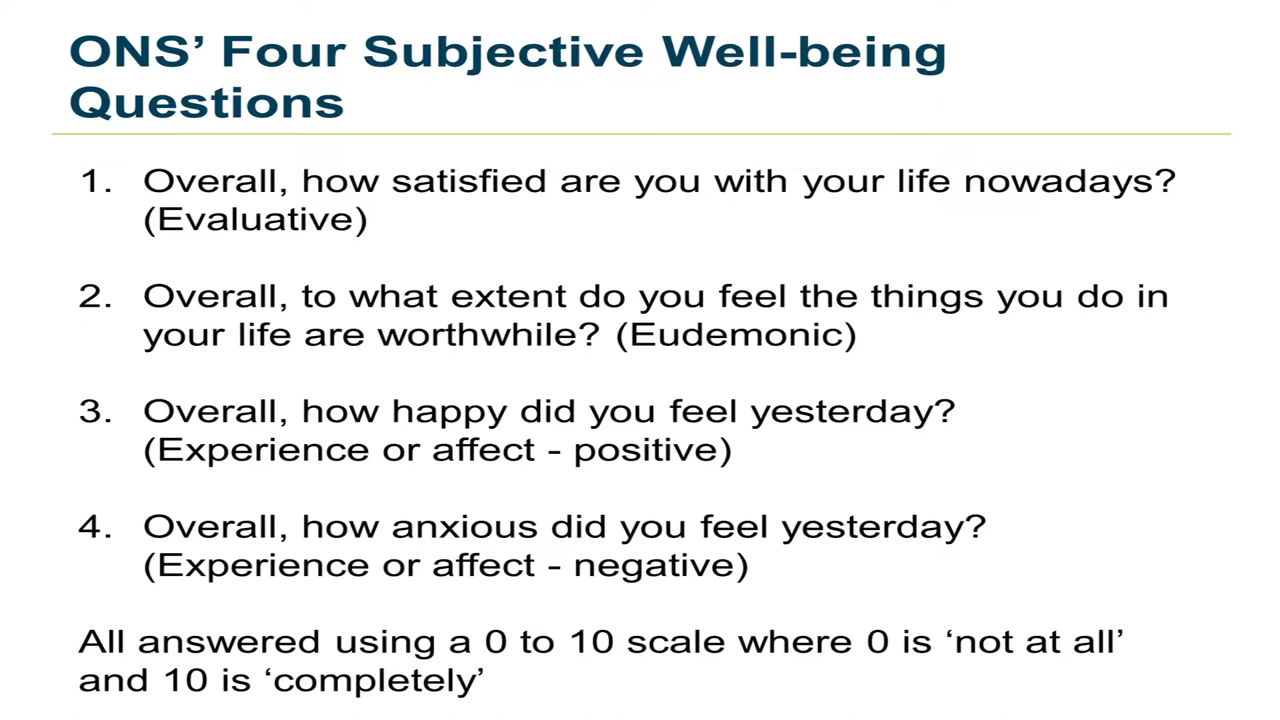 ONS’ Four Subjective Well-being
Questions
1. Overall, how satisfied are you with your life nowadays?
(Evaluative)
2. Overall, to what extent do you feel the things you do in
your life are worthwhile? (Eudemonic)
3. Overall, how happy did you feel yesterday?
(Experience or affect - positive)
4. Overall, how anxious did you feel yesterday?
(Experience or affect - negative)
All answered using a 0 to 10 scale where 0 is ‘not at all’
and 10 is ‘completely’